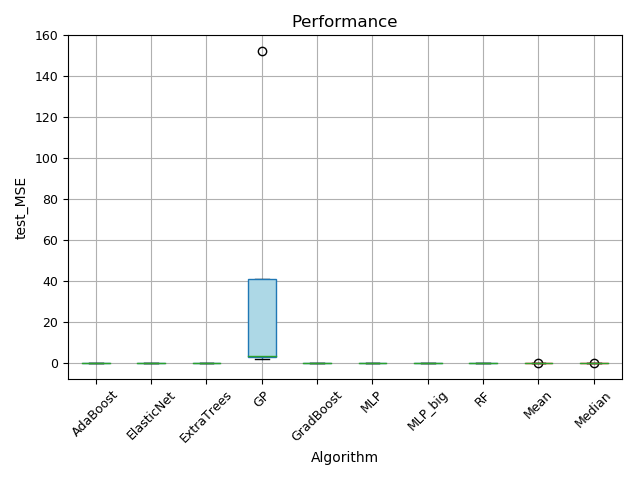 Performance
test_MSE
160
140
120
100
80
60
40
20
0
AdaBoost
ElasticNet
ExtraTrees
GP
GradBoost
MLP
MLP_big
RF
Mean
Median
Algorithm